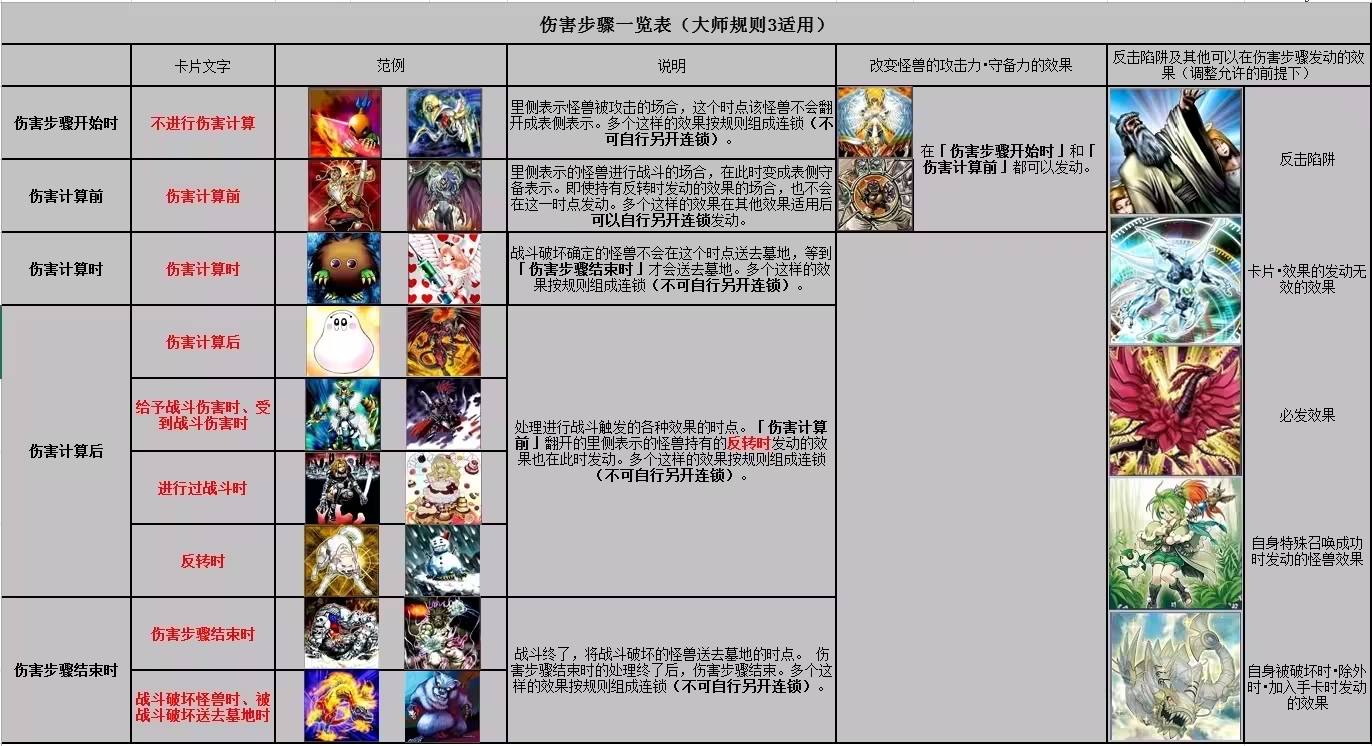 伤害步骤一览表（大师规则3适用）
卡片文字
范例
说明
改变怪兽的攻击力•守备力的效果
反击陷阱及其他可以在伤害步骤发动的效
果（调整允许的前提下）
伤害步骤开始时
不进行伤害计算
里侧表示怪兽被攻击的场合，这个时点该怪兽不会翻
开成表侧表示。多个这样的效果按规则组成连锁（不
可自行另开连锁）。
在「伤害步骤开始时」和「
伤害计算前」都可以发动。
反击陷阱
伤害计算前
伤害计算前
里侧表示的怪兽进行战斗的场合，在此时变成表侧守
备表示。即使持有反转时发动的效果的场合，也不会
在这一时点发动。多个这样的效果在其他效果适用后
可以自行另开连锁发动。
伤害计算时
伤害计算时
战斗破坏确定的怪兽不会在这个时点送去墓地，等到
「伤害步骤结束时」才会送去墓地。多个这样的效
果按规则组成连锁（不可自行另开连锁）。
卡片•效果的发动无
效的效果
伤害计算后
伤害计算后
给予战斗伤害时、受
到战斗伤害时
进行过战斗时
反转时
处理进行战斗触发的各种效果的时点。「伤害计算
前」翻开的里侧表示的怪兽持有的反转时发动的效
果也在此时发动。多个这样的效果按规则组成连锁
（不可自行另开连锁）。
必发效果
自身特殊召唤成功
时发动的怪兽效果
伤害步骤结束时
伤害步骤结束时
战斗破坏怪兽时、被
战斗破坏送去墓地时
战斗终了，将战斗破坏的怪兽送去墓地的时点。 伤
害步骤结束时的处理终了后，伤害步骤结束。多个这
样的效果按规则组成连锁（不可自行另开连锁）。
自身被破坏时•除外
时•加入手卡时发动
的效果